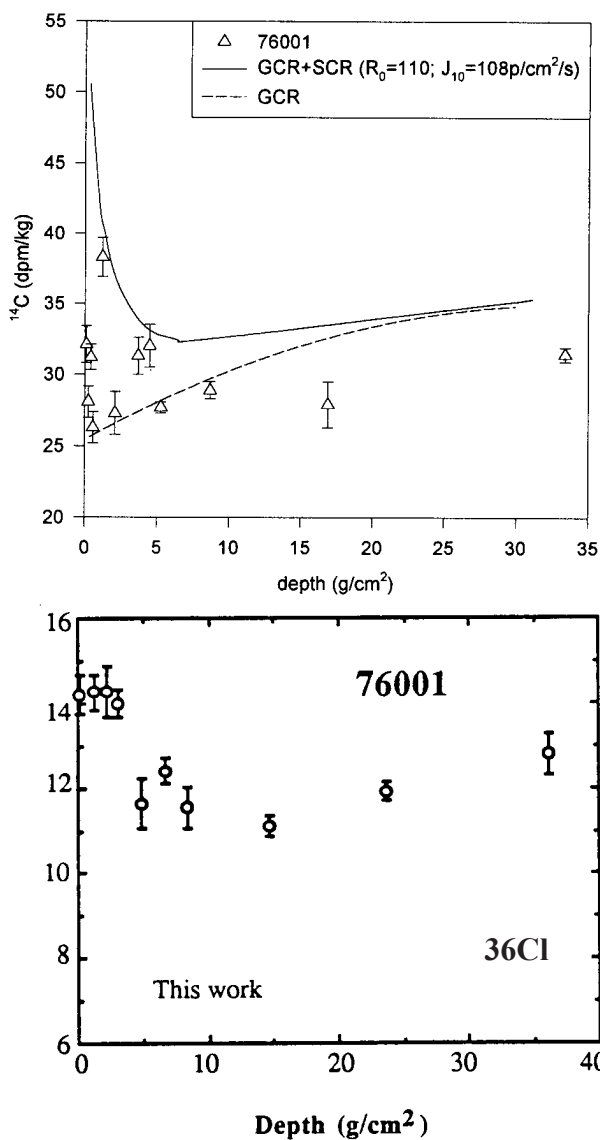 55
50
45
40
35
30
25
20
¹⁴C (dpm/kg)
76001
GCR+SCR (R₀=110; J₁₀=108p/cm²/s)
GCR
0 5 10 15 20 25 30 35
depth (g/cm²)
16
14
12
10
8
6
76001
36Cl
This work
0 10 20 30 40
Depth (g/cm²)